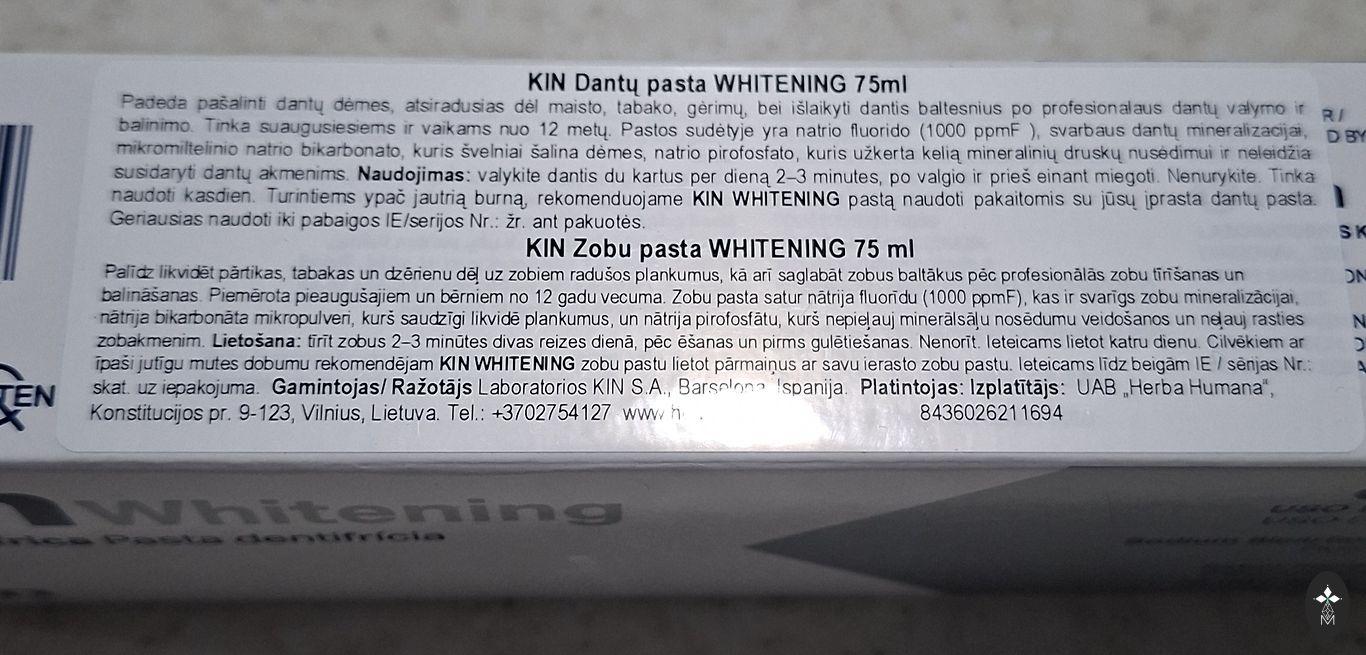 KIN Dantų pasta WHITENING 75ml
Padeda pašalinti dantų dėmes, atsiradusias dėl maisto, tabako, gėrimų, bei išlaikyti dantis baltesnius po profesionalaus dantų valymo ir
balinimo. Tinka suaugusiesiems ir vaikams nuo 12 metų. Pastos sudėtyje yra natrio fluorido (1000 ppmF ), svarbaus dantų mineralizacijai,
mikromiltelinio natrio bikarbonato, kuris švelniai šalina dėmes, natrio pirofosfato, kuris užkerta kelią mineralinių druskų nusėdimui ir neleidžia
susidaryti dantų akmenims. Naudojimas: valykite dantis du kartus per dieną 2–3 minutes, po valgio ir prieš einant miegoti. Nenurykite. Tinka
naudoti kasdien. Turintiems ypač jautrią burną, rekomenduojame KIN WHITENING pastą naudoti pakaitomis su jūsų įprasta dantų pasta.
Geriausias naudoti iki pabaigos IE/serijos Nr.: žr. ant pakuotės.
KIN Zobu pasta WHITENING 75 ml
Palīdz likvidēt pārtikas, tabakas un dzērienu dēļ uz zobiem radušos plankumus, kā arī saglabāt zobus baltākus pēc profesionālās zobu tīrīšanas un
balināšanas. Piemērota pieaugušajiem un bērniem no 12 gadu vecuma. Zobu pasta satur nātrija fluorīdu (1000 ppmF), kas ir svarīgs zobu mineralizācijai,
nātrija bikarbonāta mikropulveri, kurš saudzīgi likvidē plankumus, un nātrija pirofosfātu, kurš nepieļauj minerālsāļu nosēdumu veidošanos un neļauj rasties
zobakmenim. Lietošana: tīrīt zobus 2–3 minūtes divas reizes dienā, pēc ēšanas un pirms gulētiešanas. Nenorīt. Ieteicams lietot katru dienu. Cilvēkiem ar
īpaši jutīgu mutes dobumu rekomendējam KIN WHITENING zobu pastu lietot pārmaiņus ar savu ierasto zobu pastu. Ieteicams līdz beigām IE / sērijas Nr.:
skat. uz iepakojuma. Gamintojas/ Ražotājs Laboratorios KIN S.A., Barselona Ispanija. Platintojas: Izplatītājs: UAB „Herba Humana“,
Konstitucijos pr. 9-123, Vilnius, Lietuva. Tel.: +3702754127 www
8436026211694
R /
D BY
S K
TEN
Whitening
Pasta dentifrícia
M